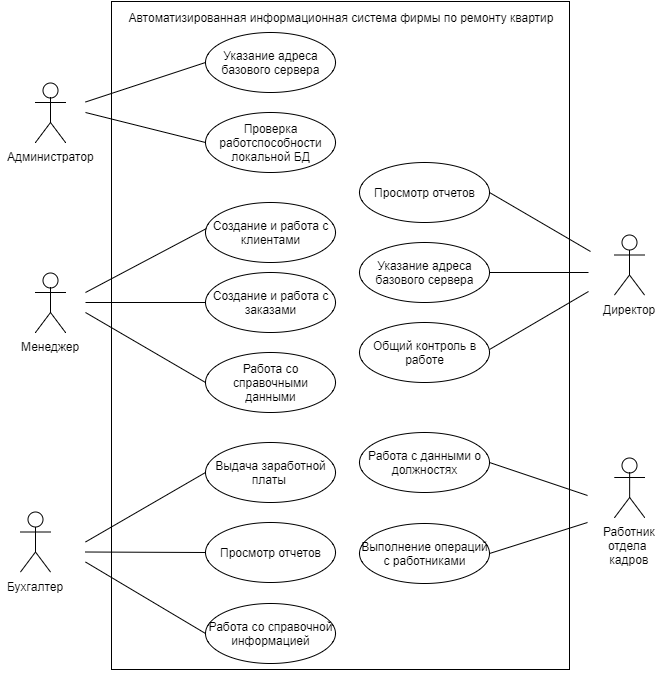 Автоматизированная информационная система фирмы по ремонту квартир
Указание адреса
базового сервера
Администратор
Проверка
работспособности
локальной БД
Просмотр отчетов
Создание и работа с
клиентами
Указание адреса
базового сервера
Директор
Менеджер
Создание и работа с
заказами
Общий контроль в
работе
Работа со
справочными
данными
Выдача заработной
платы
Работа с данными о
должностях
Работник
отдела
кадров
Бухгалтер
Просмотр отчетов
Выполнение операций
с работниками
Работа со справочной
информацией